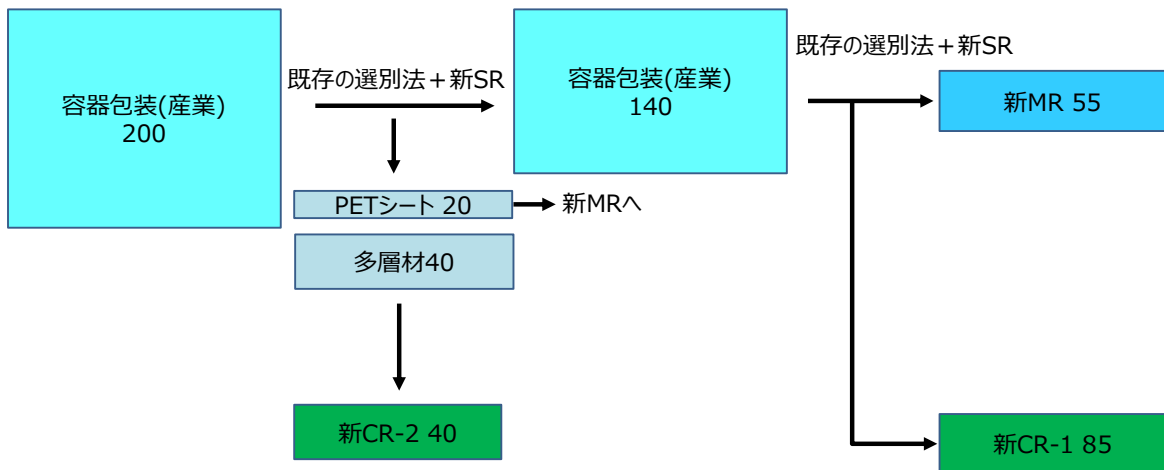 容器包装(産業)
200
既存の選別法＋新SR
PETシート 20
新MRへ
多層材40
新CR-2 40
容器包装(産業)
140
既存の選別法＋新SR
新MR 55
新CR-1 85